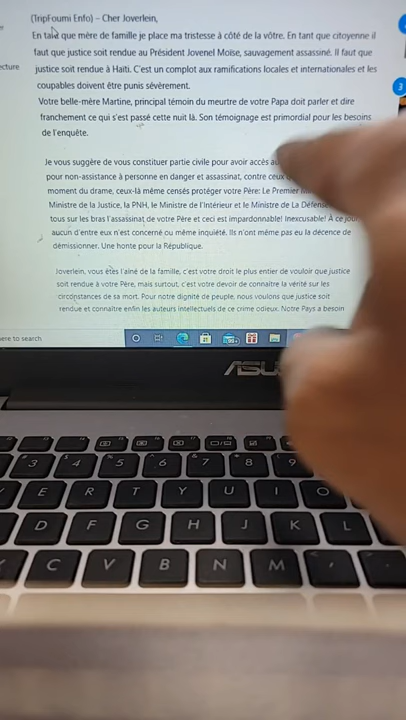 (TripFoumi Enfo) – Cher Joverlein,
En tant que mère de famille je place ma tristesse à côté de la vôtre. En tant que citoyenne il
faut que justice soit rendue au Président Jovenel Moïse, sauvagement assassiné. Il faut que
justice soit rendue à Haïti. C'est un complot aux ramifications locales et internationales et les
coupables doivent être punis sévèrement.
Votre belle-mère Martine, principal témoin du meurtre de votre Papa doit parler et dire
franchement ce qui s'est passé cette nuit là. Son témoignage est primordial pour les besoins
de l'enquête.
Je vous suggère de vous constituer partie civile pour avoir accès
pour non-assistance à personne en danger et assassinat, contre ceux
moment du drame, ceux-là même censés protéger votre Père: Le Premier
Ministre de la Justice, la PNH, le Ministre de l'Intérieur et le Ministre de La Défense
tous sur les bras l'assassinat de votre Père et ceci est impardonnable! Inexcusable! A ce jour
aucun d'entre eux n'est concerné ou même inquiété. Ils n'ont même pas eu la décence de
démissionner. Une honte pour la République.
Joverlein, vous êtes l'aîné de la famille, c'est votre droit le plus entier de vouloir que justice
soit rendue à votre Père, mais surtout, c'est votre devoir de connaitre la vérité sur les
circonstances de sa mort. Pour notre dignité de peuple, nous voulons que justice soit
rendue et connaître enfin les auteurs intellectuels de ce crime odieux. Notre Pays a besoin
ecture
3
ere to search
99+
ASUS
3 4 5 6 7 8 9
E R T Y U I O
D F G H J K L
C V B N M